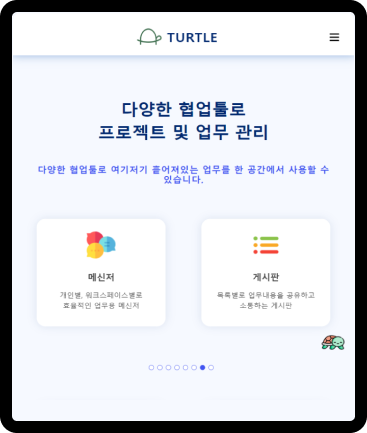 TURTLE
다양한 협업툴로
프로젝트 및 업무 관리
다양한 협업툴로 여기저기 흩어져있는 업무를 한 공간에서 사용할 수
있습니다.
메신저
개인별, 워크스페이스별로
효율적인 업무용 메신저
게시판
목록별로 업무내용을 공유하고
소통하는 게시판